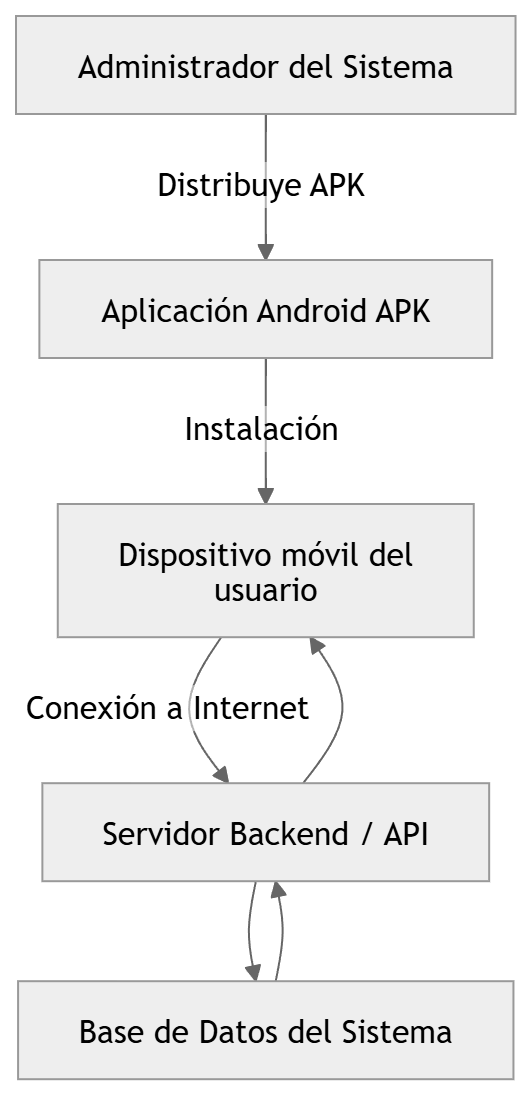 Administrador del Sistema
Distribuye APK
Aplicación Android APK
Instalación
Dispositivo móvil del
usuario
Conexión a Internet
Servidor Backend / API
Base de Datos del Sistema